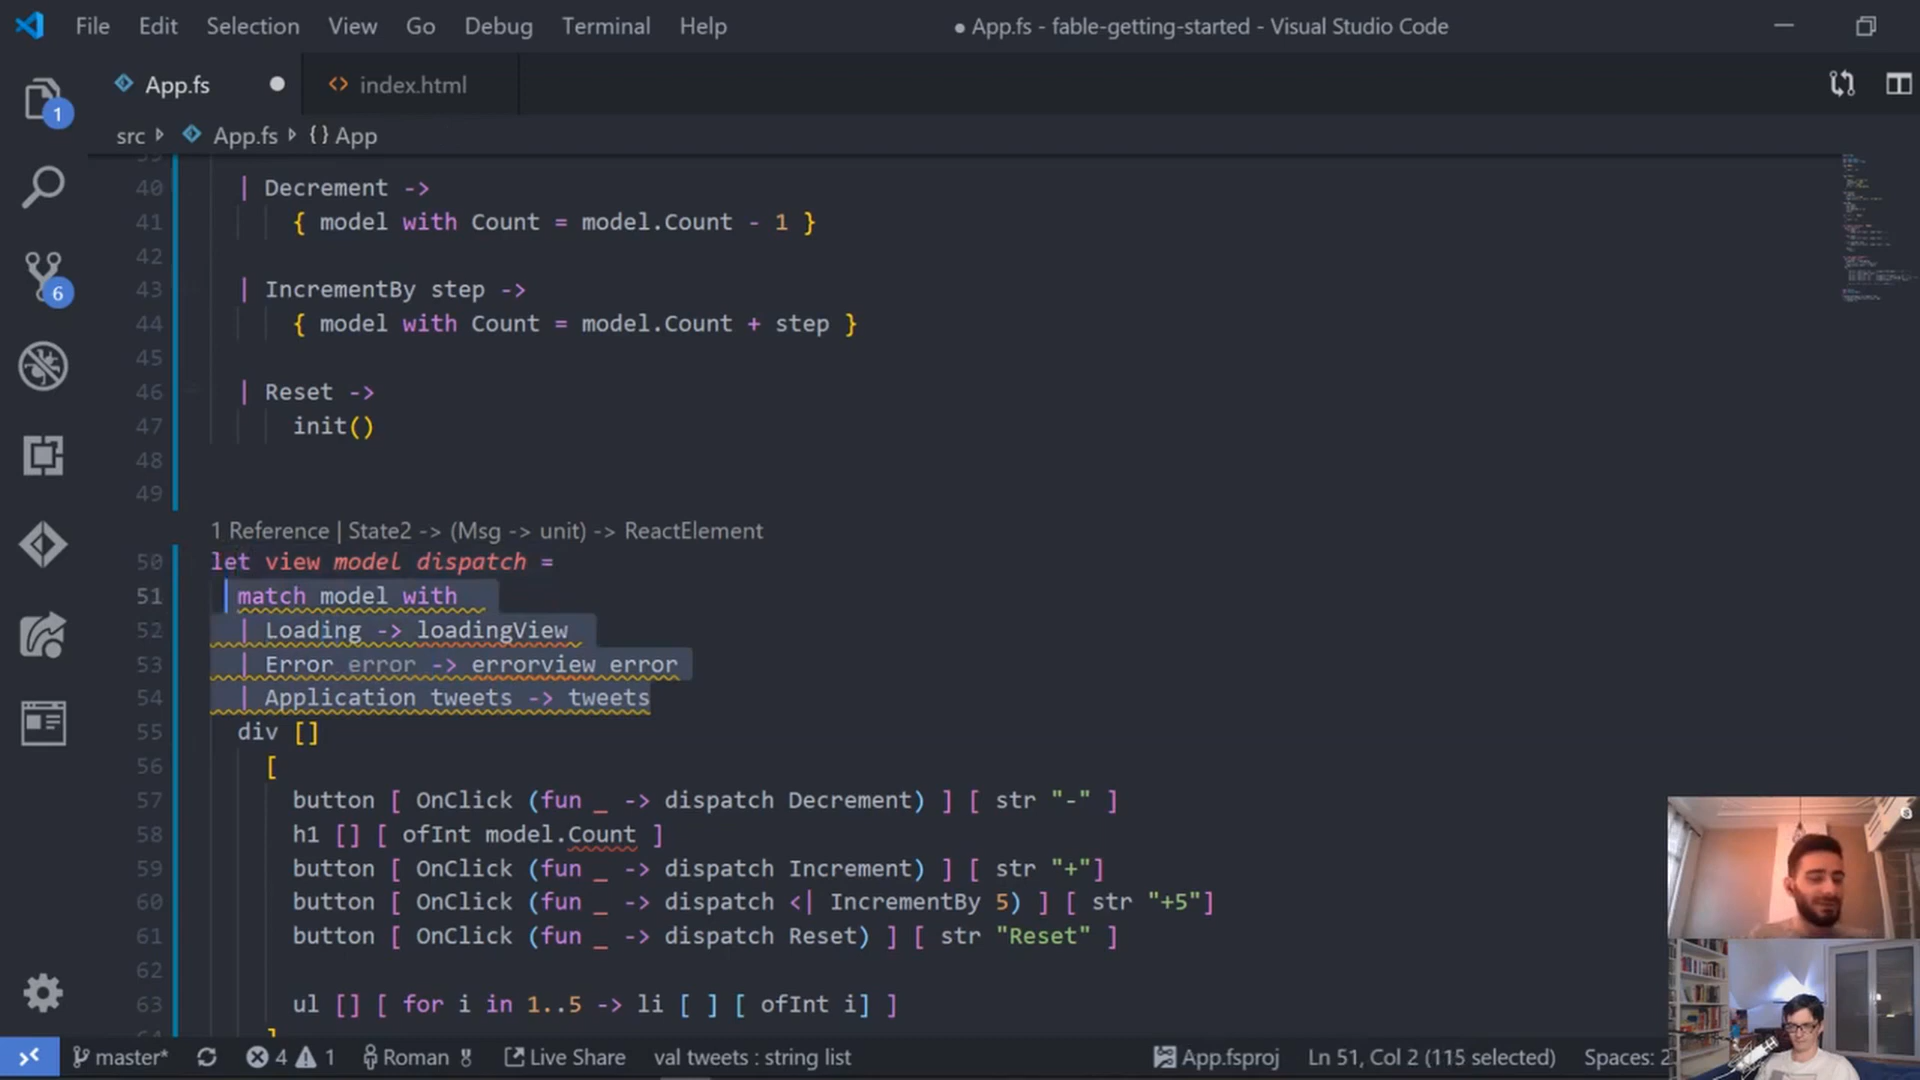 File Edit Selection View Go Debug Terminal Help ● App.fs - fable-getting-started - Visual Studio Code
App.fs index.html
1
src App.fs {} App
40 | Decrement ->
41 { model with Count = model.Count - 1 }
42
6
43 | IncrementBy step ->
44 { model with Count = model.Count + step }
45
46 | Reset ->
47 init()
48
49
1 Reference | State2 -> (Msg -> unit) -> ReactElement
50 let view model dispatch =
51 match model with
52 | Loading -> loadingView
53 | Error error -> errorview error
54 | Application tweets -> tweets
55 div []
56 [
57 button [ OnClick (fun _ -> dispatch Decrement) ] [ str "-" ]
58 h1 [] [ ofInt model.Count ]
59 button [ OnClick (fun _ -> dispatch Increment) ] [ str "+"]
60 button [ OnClick (fun _ -> dispatch <| IncrementBy 5) ] [ str "+5"]
61 button [ OnClick (fun _ -> dispatch Reset) ] [ str "Reset" ]
62
63 ul [] [ for i in 1..5 -> li [ ] [ ofInt i] ]
]
master* 4 1 Roman Live Share val tweets : string list App.fsproj Ln 51, Col 2 (115 selected) Spaces: